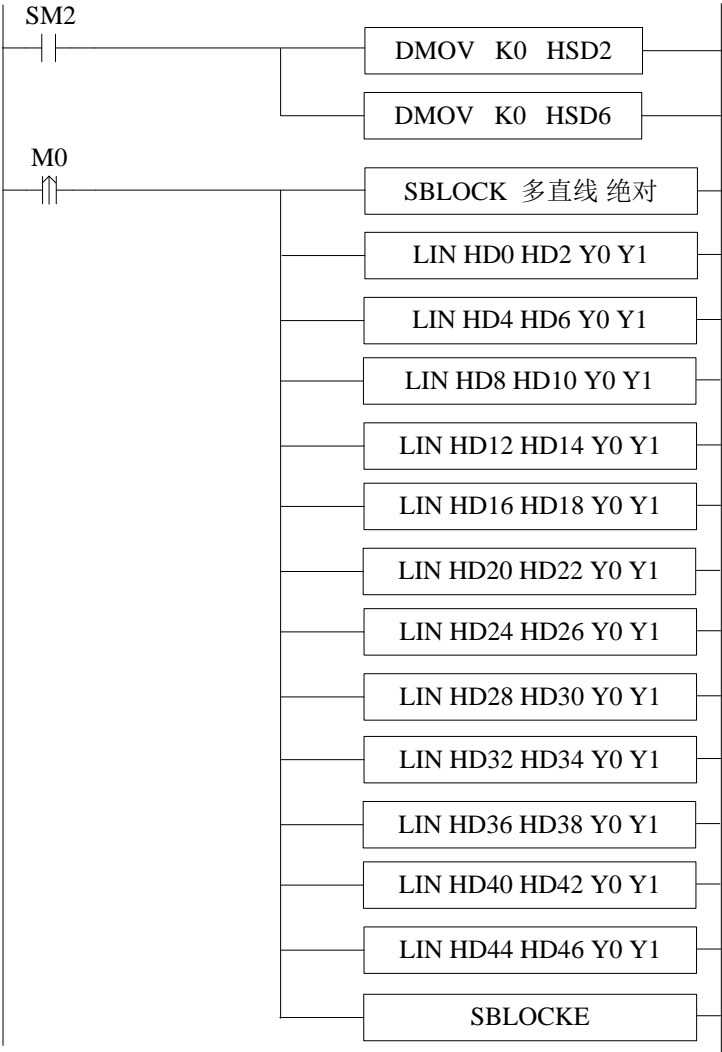 SM2
DMOV K0 HSD2
DMOV K0 HSD6
M0
SBLOCK 多直线 绝对
LIN HD0 HD2 Y0 Y1
LIN HD4 HD6 Y0 Y1
LIN HD8 HD10 Y0 Y1
LIN HD12 HD14 Y0 Y1
LIN HD16 HD18 Y0 Y1
LIN HD20 HD22 Y0 Y1
LIN HD24 HD26 Y0 Y1
LIN HD28 HD30 Y0 Y1
LIN HD32 HD34 Y0 Y1
LIN HD36 HD38 Y0 Y1
LIN HD40 HD42 Y0 Y1
LIN HD44 HD46 Y0 Y1
SBLOCKE